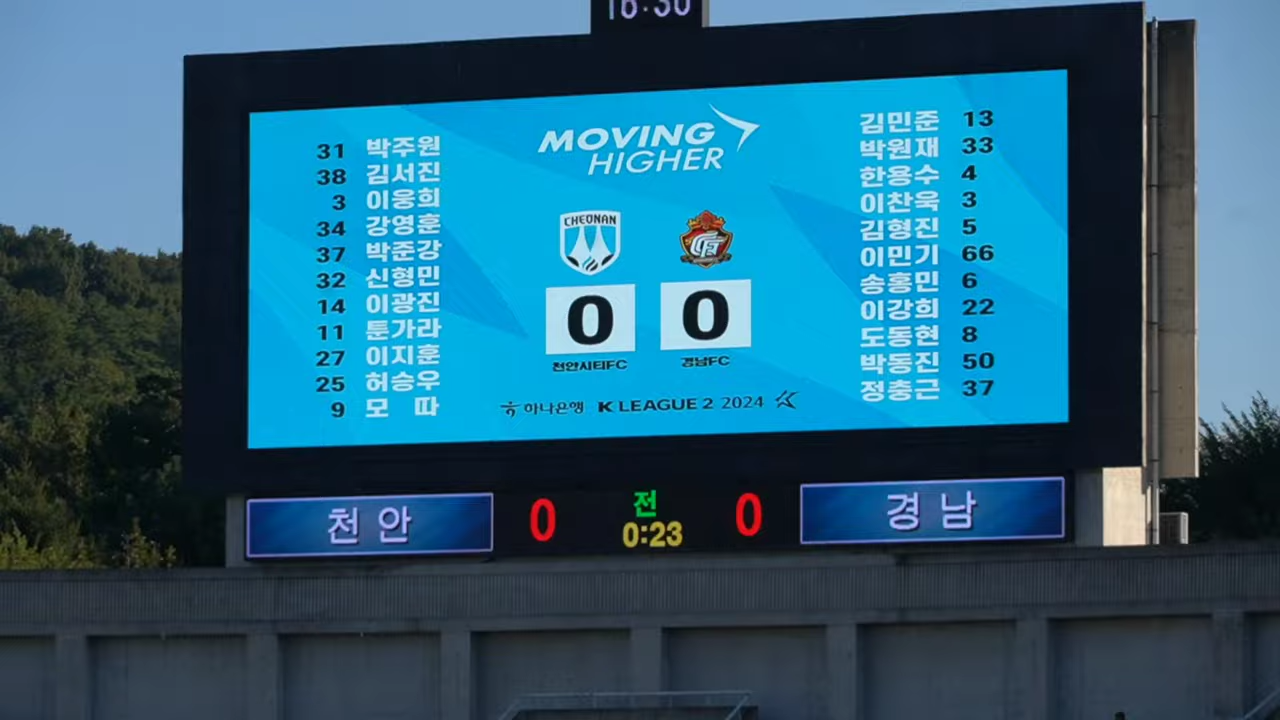 16:30
MOVING
HIGHER
31 박주원
38 김서진
3 이웅희
34 강영훈
37 박준강
32 신형민
14 이광진
11 툰가라
27 이지훈
25 허승우
9 모 따
CHEONAN
0 0
천안시티FC 경남FC
하나은행 K LEAGUE 2 2024
김민준 13
박원재 33
한용수 4
이찬욱 3
김형진 5
이민기 66
송홍민 6
이강희 22
도동현 8
박동진 50
정충근 37
천안 0 전 0 경남
0:23